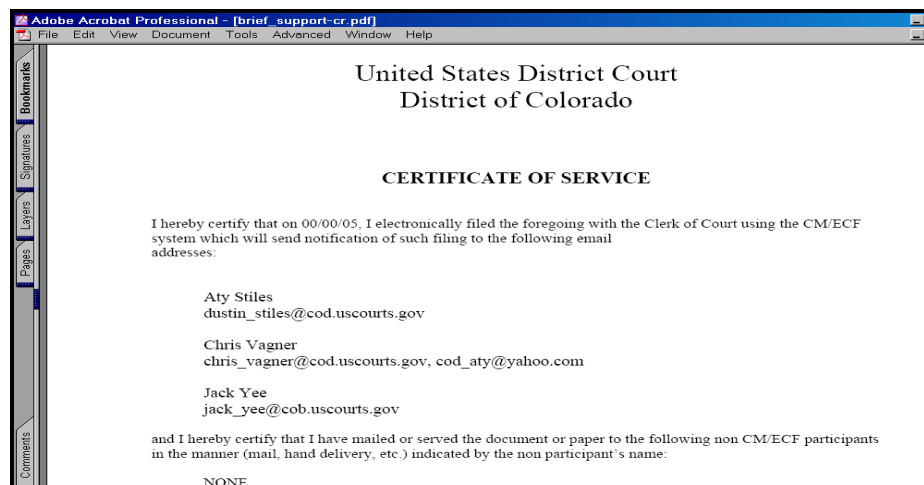 Adobe Acrobat Professional - [brief_support-cr.pdf]
File Edit View Document Tools Advanced Window Help
Bookmarks
Signatures
Layers
Pages
Comments
United States District Court
District of Colorado
CERTIFICATE OF SERVICE
I hereby certify that on 00/00/05, I electronically filed the foregoing with the Clerk of Court using the CM/ECF
system which will send notification of such filing to the following email
addresses:
Aty Stiles
dustin_stiles@cod.uscourts.gov
Chris Vagner
chris_vagner@cod.uscourts.gov, cod_aty@yahoo.com
Jack Yee
jack_yee@cob.uscourts.gov
and I hereby certify that I have mailed or served the document or paper to the following non CM/ECF participants
in the manner (mail, hand delivery, etc.) indicated by the non participant's name:
NONE